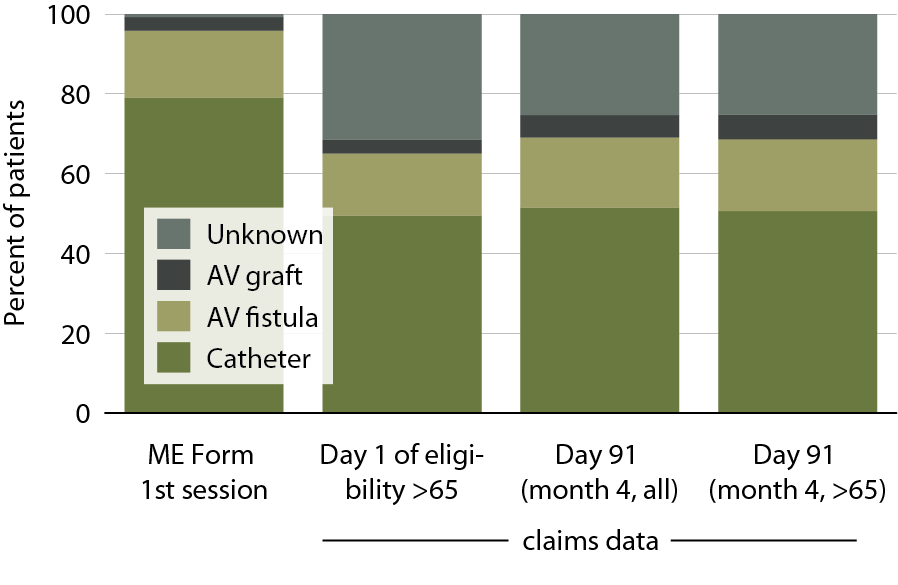 100
80
60
40
20
0
Percent of patients
Unknown
AV graft
AV fistula
Catheter
ME Form
1st session
Day 1 of eligi-
bility >65
Day 91
(month 4, all)
Day 91
(month 4, >65)
claims data